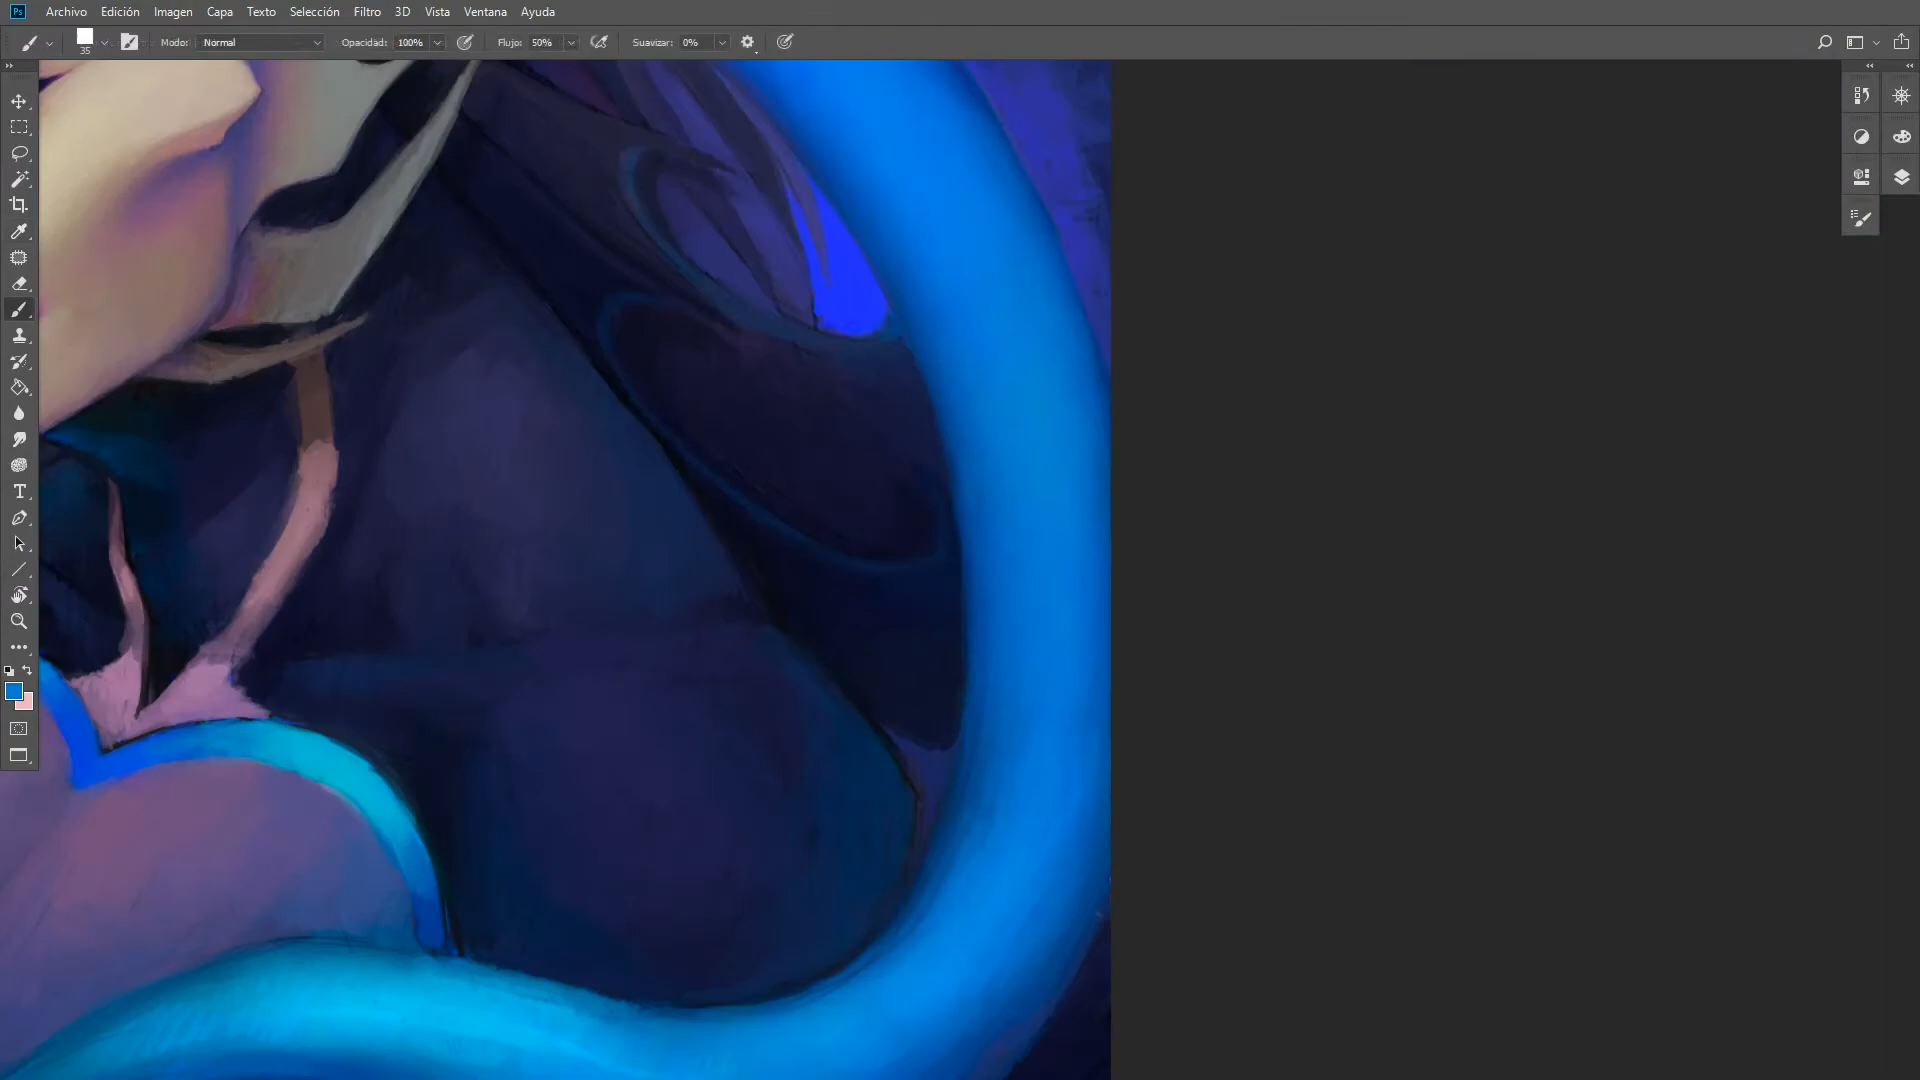 Ps Archivo Edición Imagen Capa Texto Selección Filtro 3D Vista Ventana Ayuda
35 Modo: Normal Opacidad: 100% Flujo: 50% Suavizar: 0%